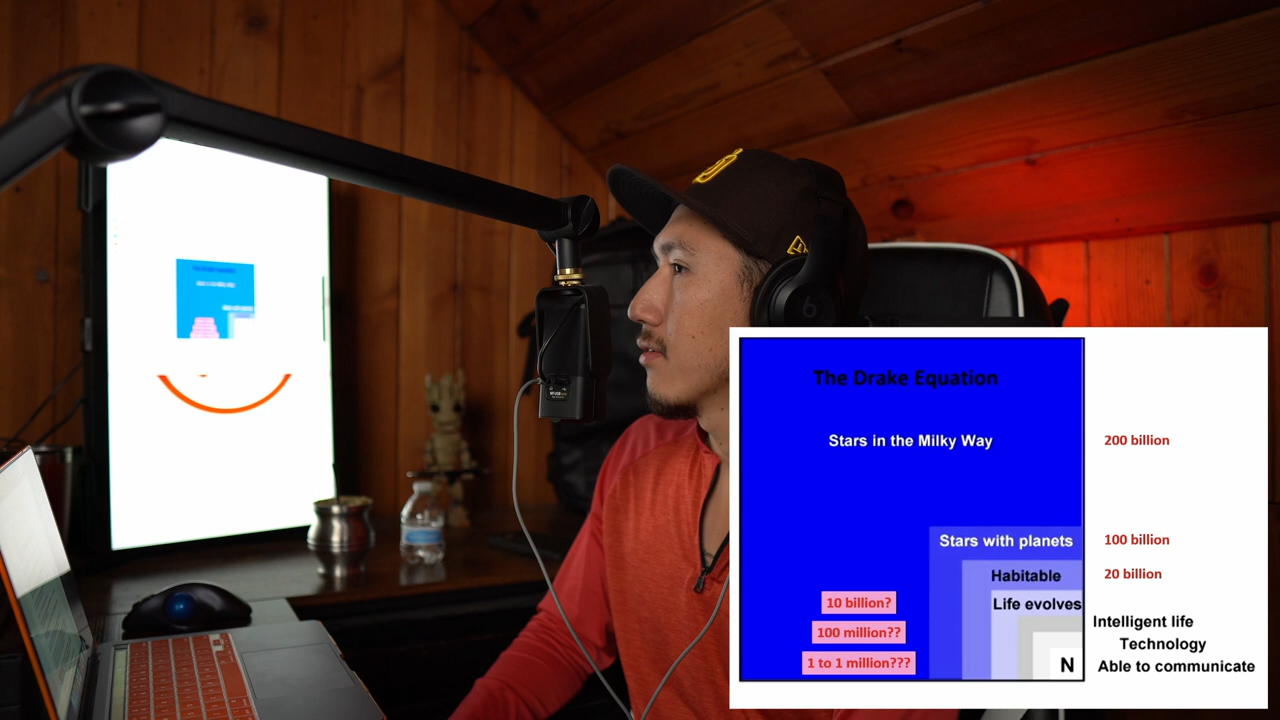 The Drake Equation
Stars in the Milky Way
200 billion
Stars with planets
100 billion
Habitable
20 billion
10 billion?
Life evolves
100 million??
Intelligent life
Technology
1 to 1 million???
N
Able to communicate